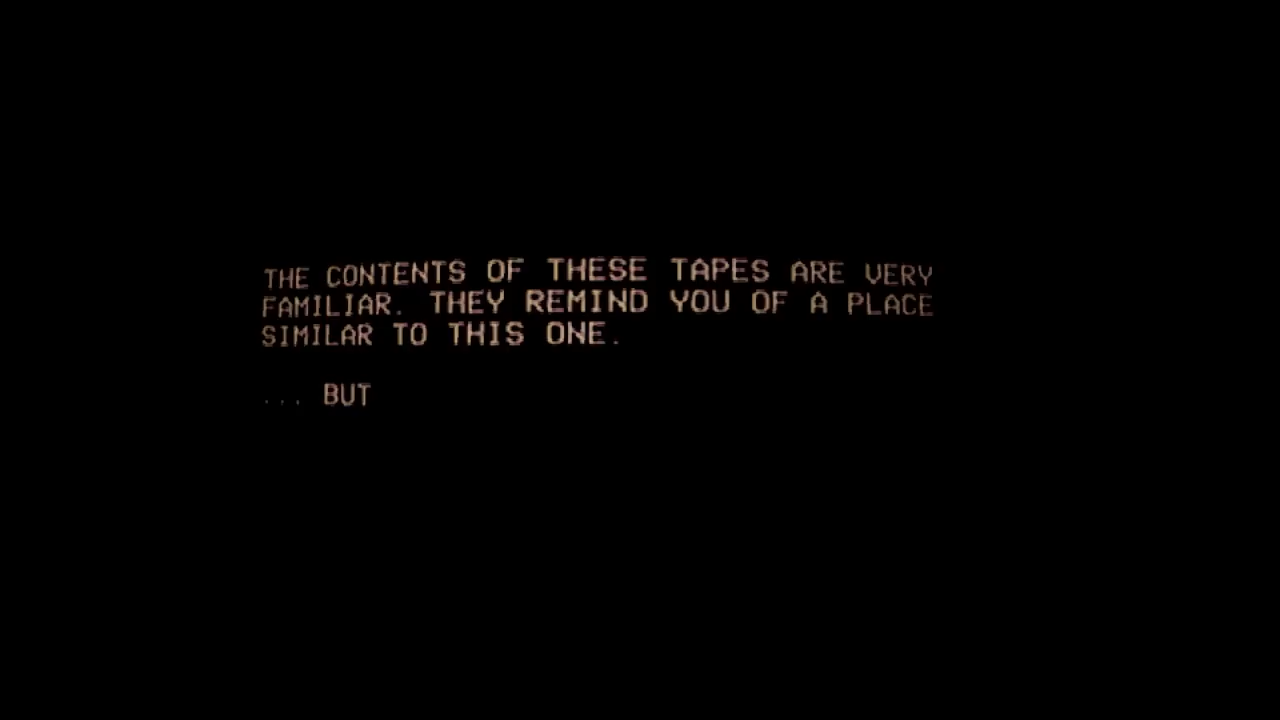 THE CONTENTS OF THESE TAPES ARE VERY
FAMILIAR. THEY REMIND YOU OF A PLACE
SIMILAR TO THIS ONE.
... BUT